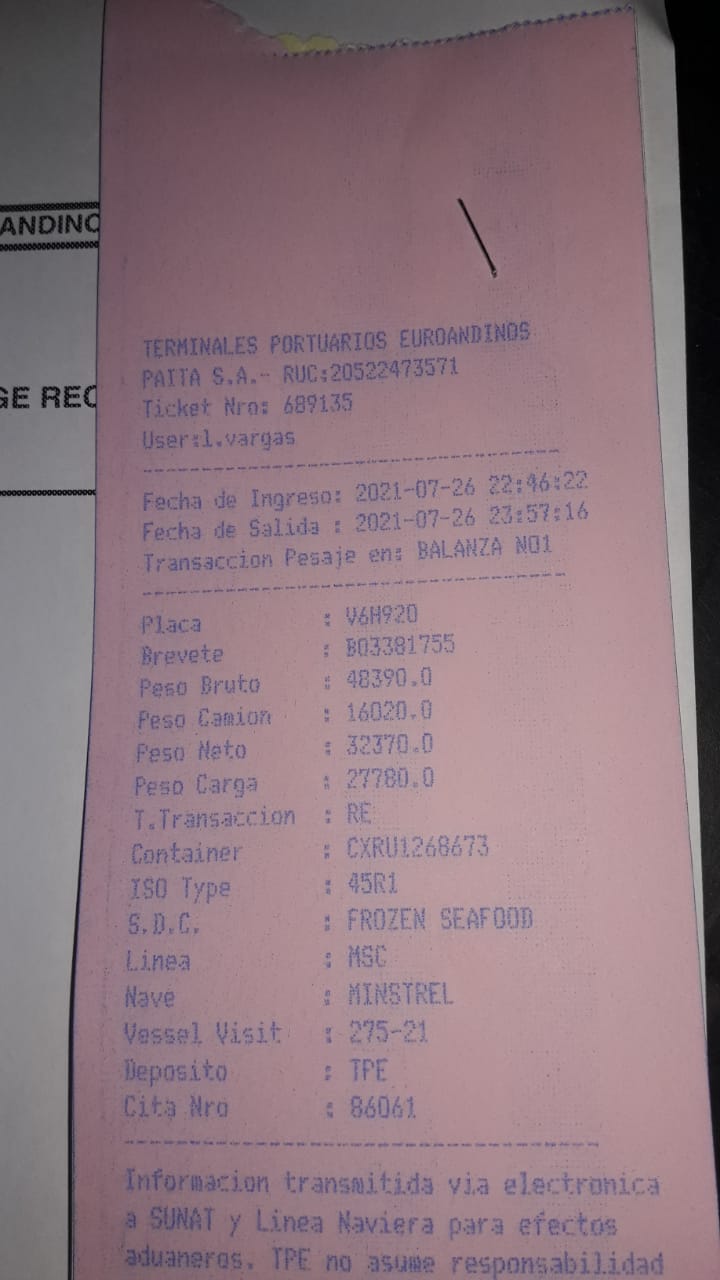 ANDINO
GE REC
TERMINALES PORTUARIOS EUROANDINOS
PAITA S.A.- RUC:20522473571
Ticket Nro: 689135
User:l.vargas
Fecha de Ingreso: 2021-07-26 22:46:22
Fecha de Salida : 2021-07-26 23:57:16
Transaccion Pesaje en: BALANZA NO1
Placa : V6H920
Brevete : B03381755
Peso Bruto : 48390.0
Peso Camion : 16020.0
Peso Neto : 32370.0
Peso Carga : 27780.0
T.Transaccion : RE
Container : CXRU1268673
ISO Type : 45R1
S.D.C. : FROZEN SEAFOOD
Linea : MSC
Nave : MINSTREL
Vessel Visit : 275-21
Deposito : TPE
Cita Nro : 86061
Informacion transmitida via electronica
a SUNAT y Linea Naviera para efectos
aduaneros. TPE no asume responsabilidad